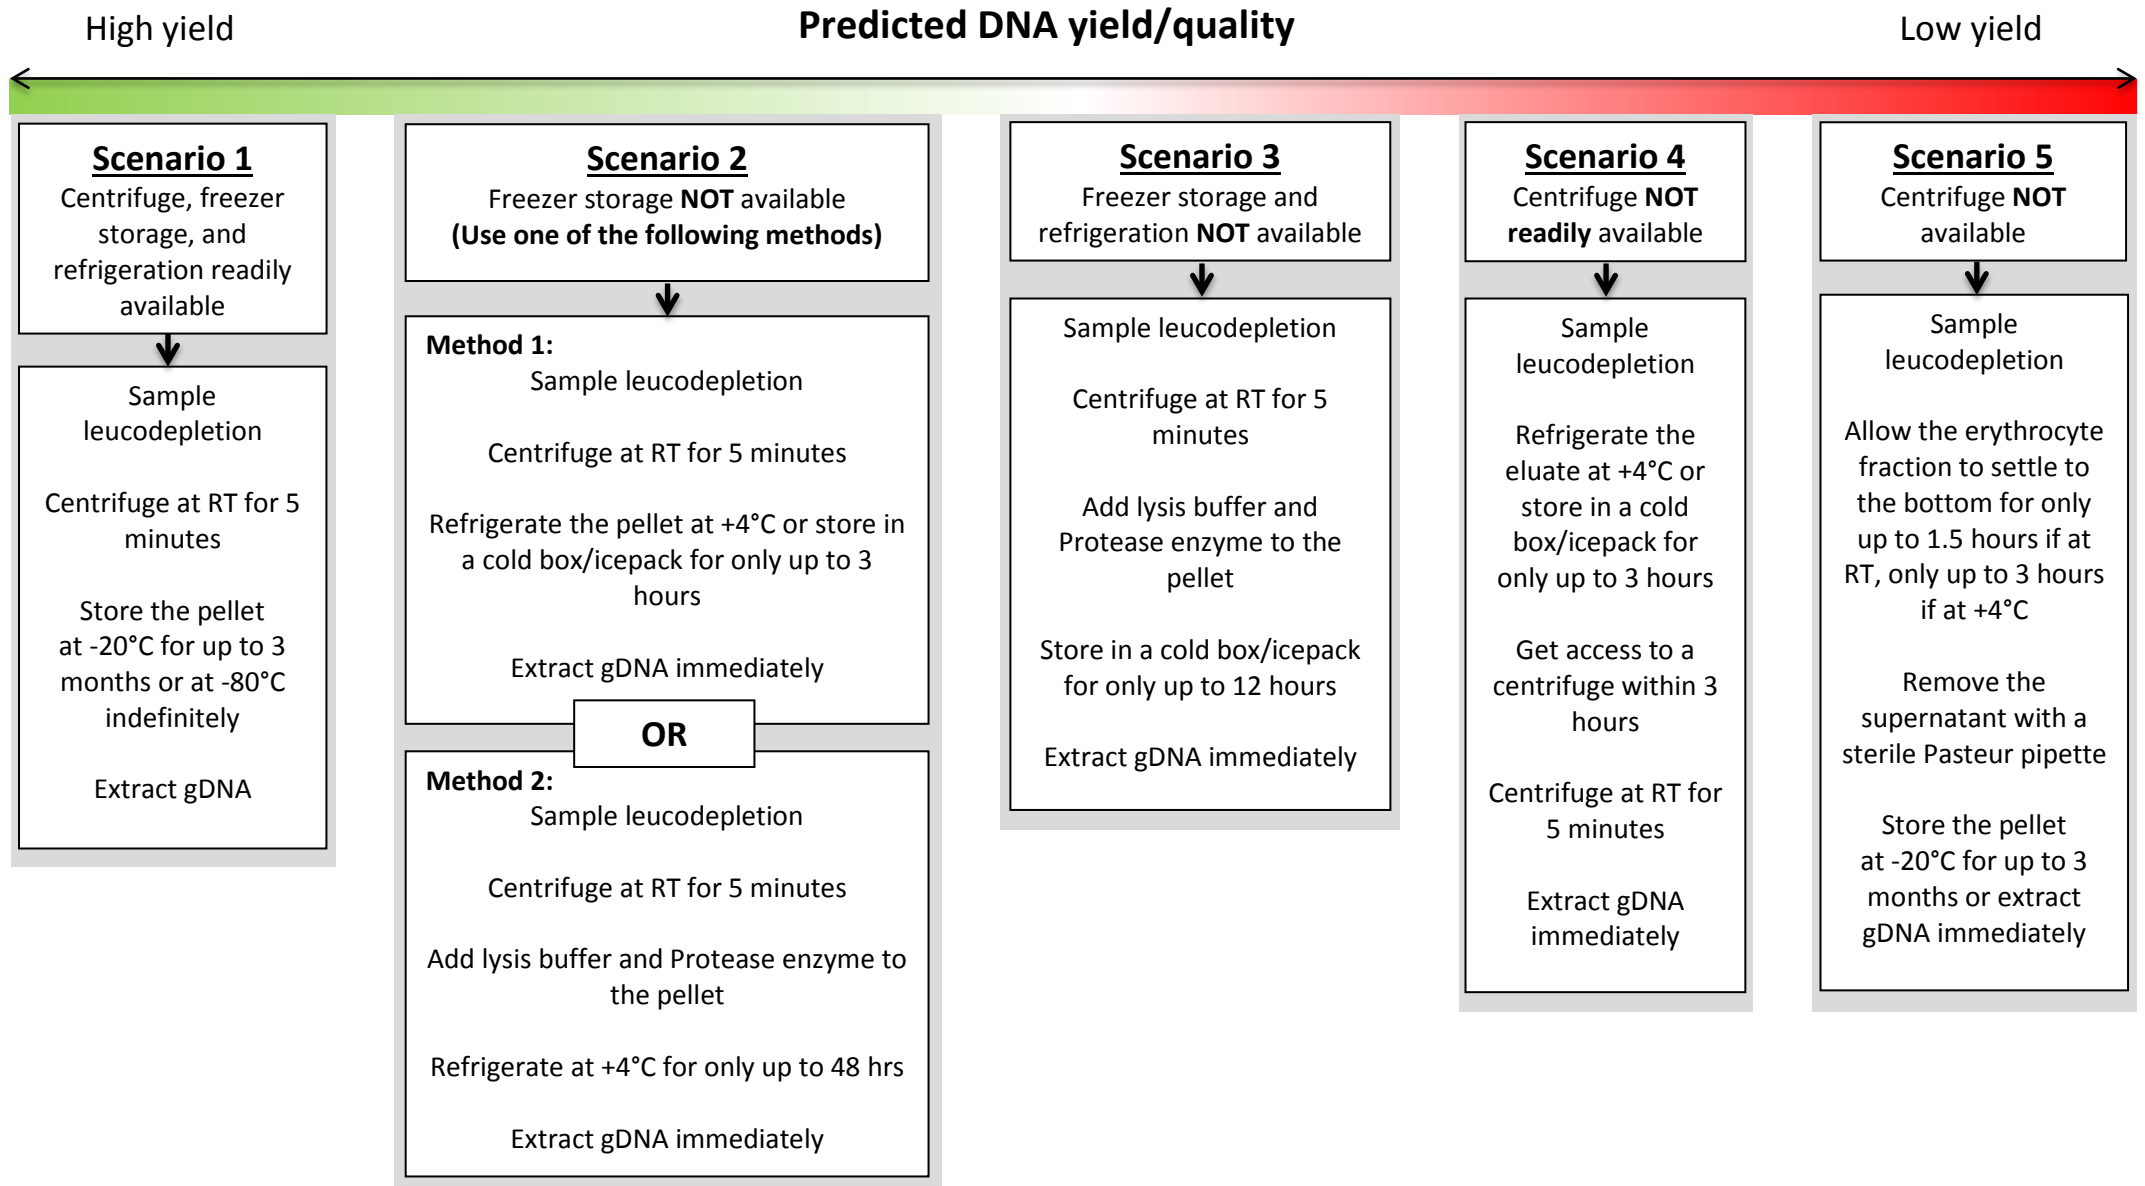 High yield
Predicted DNA yield/quality
Low yield
Scenario 1
Centrifuge, freezer
storage, and
refrigeration readily
available
Sample
leucodepletion
Centrifuge at RT for 5
minutes
Store the pellet
at -20°C for up to 3
months or at -80°C
indefinitely
Extract gDNA
Scenario 2
Freezer storage NOT available
(Use one of the following methods)
Method 1:
Sample leucodepletion
Centrifuge at RT for 5 minutes
Refrigerate the pellet at +4°C or store in
a cold box/icepack for only up to 3
hours
Extract gDNA immediately
OR
Method 2:
Sample leucodepletion
Centrifuge at RT for 5 minutes
Add lysis buffer and Protease enzyme to
the pellet
Refrigerate at +4°C for only up to 48 hrs
Extract gDNA immediately
Scenario 3
Freezer storage and
refrigeration NOT available
Sample leucodepletion
Centrifuge at RT for 5
minutes
Add lysis buffer and
Protease enzyme to the
pellet
Store in a cold box/icepack
for only up to 12 hours
Extract gDNA immediately
Scenario 4
Centrifuge NOT
readily available
Sample
leucodepletion
Refrigerate the
eluate at +4°C or
store in a cold
box/icepack for
only up to 3 hours
Get access to a
centrifuge within 3
hours
Centrifuge at RT for
5 minutes
Extract gDNA
immediately
Scenario 5
Centrifuge NOT
available
Sample
leucodepletion
Allow the erythrocyte
fraction to settle to
the bottom for only
up to 1.5 hours if at
RT, only up to 3 hours
if at +4°C
Remove the
supernatant with a
sterile Pasteur pipette
Store the pellet
at -20°C for up to 3
months or extract
gDNA immediately